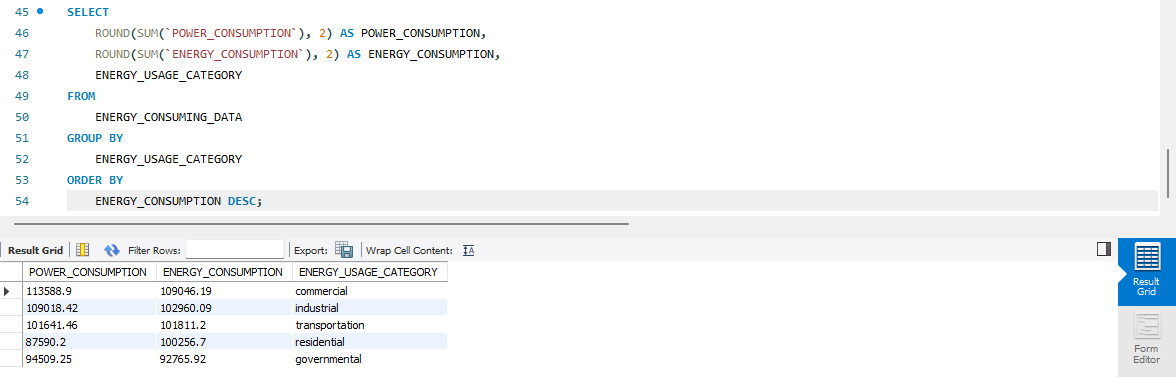 45 SELECT
46 ROUND(SUM(`POWER_CONSUMPTION`), 2) AS POWER_CONSUMPTION,
47 ROUND(SUM(`ENERGY_CONSUMPTION`), 2) AS ENERGY_CONSUMPTION,
48 ENERGY_USAGE_CATEGORY
49 FROM
50 ENERGY_CONSUMING_DATA
51 GROUP BY
52 ENERGY_USAGE_CATEGORY
53 ORDER BY
54 ENERGY_CONSUMPTION DESC;
Result Grid Filter Rows: Export: Wrap Cell Content:
POWER_CONSUMPTION ENERGY_CONSUMPTION ENERGY_USAGE_CATEGORY
113588.9 109046.19 commercial
109018.42 102960.09 industrial
101641.46 101811.2 transportation
87590.2 100256.7 residential
94509.25 92765.92 governmental
Result
Grid
Form
Editor